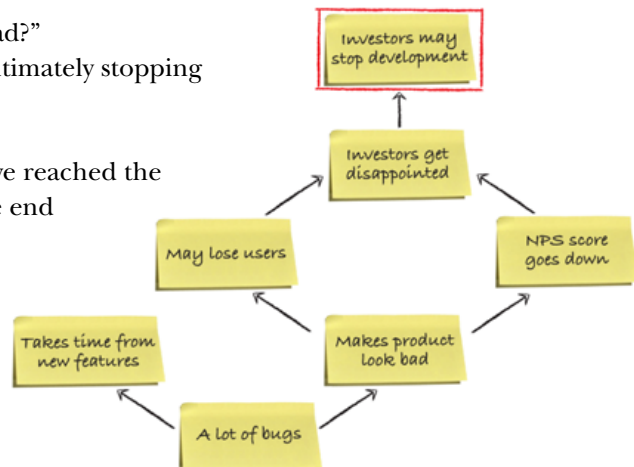 ad?”
timately stopping
ve reached the
e end
Investors may
stop development
Investors get
disappointed
May lose users
NPS score
goes down
Takes time from
new features
Makes product
look bad
A lot of bugs